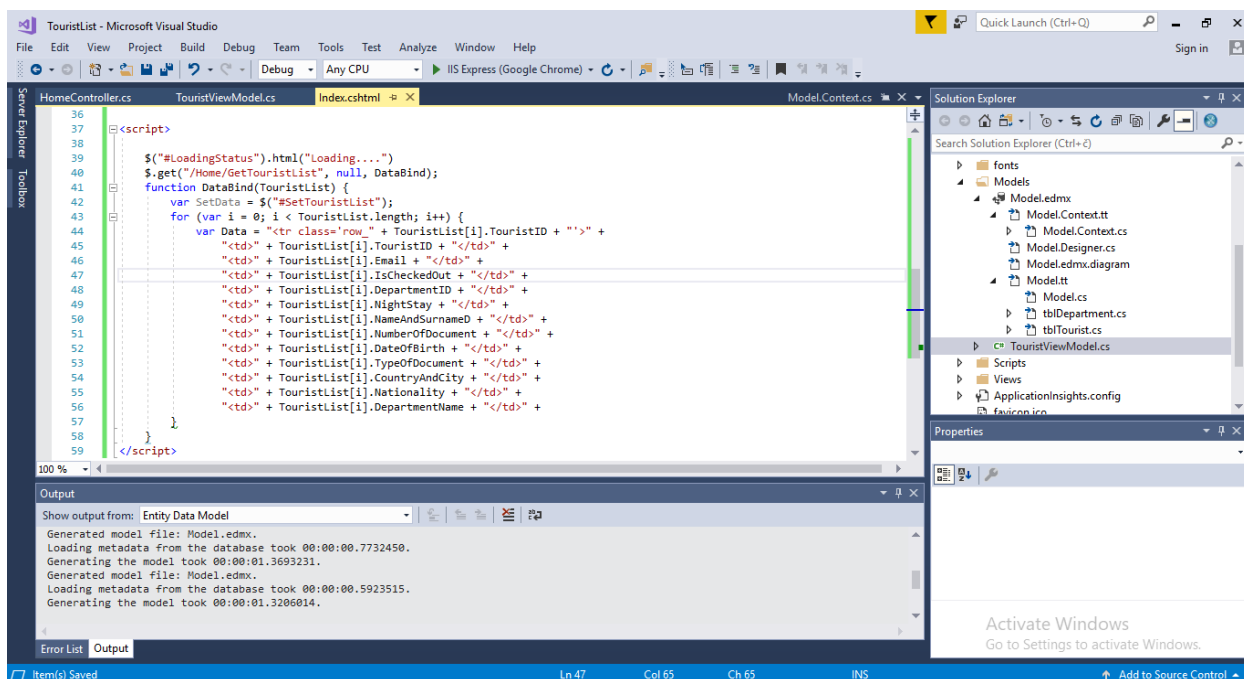 TouristList - Microsoft Visual Studio
Quick Launch (Ctrl+Q)
File Edit View Project Build Debug Team Tools Test Analyze Window Help
Sign in
Debug Any CPU IIS Express (Google Chrome)
Server Explorer
Toolbox
HomeController.cs TouristViewModel.cs Index.cshtml Model.Context.cs
36
37 <script>
38
39 $("#LoadingStatus").html("Loading....")
40 $.get("/Home/GetTouristList", null, DataBind);
41 function DataBind(TouristList) {
42 var SetData = $("#SetTouristList");
43 for (var i = 0; i < TouristList.length; i++) {
44 var Data = "<tr class='row_" + TouristList[i].TouristID + "'>" +
45 "<td>" + TouristList[i].TouristID + "</td>" +
46 "<td>" + TouristList[i].Email + "</td>" +
47 "<td>" + TouristList[i].IsCheckedOut + "</td>" +
48 "<td>" + TouristList[i].DepartmentID + "</td>" +
49 "<td>" + TouristList[i].NightStay + "</td>" +
50 "<td>" + TouristList[i].NameAndSurnameD + "</td>" +
51 "<td>" + TouristList[i].NumberOfDocument + "</td>" +
52 "<td>" + TouristList[i].DateOfBirth + "</td>" +
53 "<td>" + TouristList[i].TypeOfDocument + "</td>" +
54 "<td>" + TouristList[i].CountryAndCity + "</td>" +
55 "<td>" + TouristList[i].Nationality + "</td>" +
56 "<td>" + TouristList[i].DepartmentName + "</td>" +
57 }
58 }
59 </script>
100 %
Output
Show output from: Entity Data Model
Generated model file: Model.edmx.
Loading metadata from the database took 00:00:00.7732450.
Generating the model took 00:00:01.3693231.
Generated model file: Model.edmx.
Loading metadata from the database took 00:00:00.5923515.
Generating the model took 00:00:01.3206014.
Error List Output
Solution Explorer
Search Solution Explorer (Ctrl+č)
fonts
Models
Model.edmx
Model.Context.tt
Model.Context.cs
Model.Designer.cs
Model.edmx.diagram
Model.tt
Model.cs
tblDepartment.cs
tblTourist.cs
C# TouristViewModel.cs
Scripts
Views
ApplicationInsights.config
favicon.ico
Properties
Activate Windows
Go to Settings to activate Windows.
Item(s) Saved Ln 47 Col 65 Ch 65 INS Add to Source Control